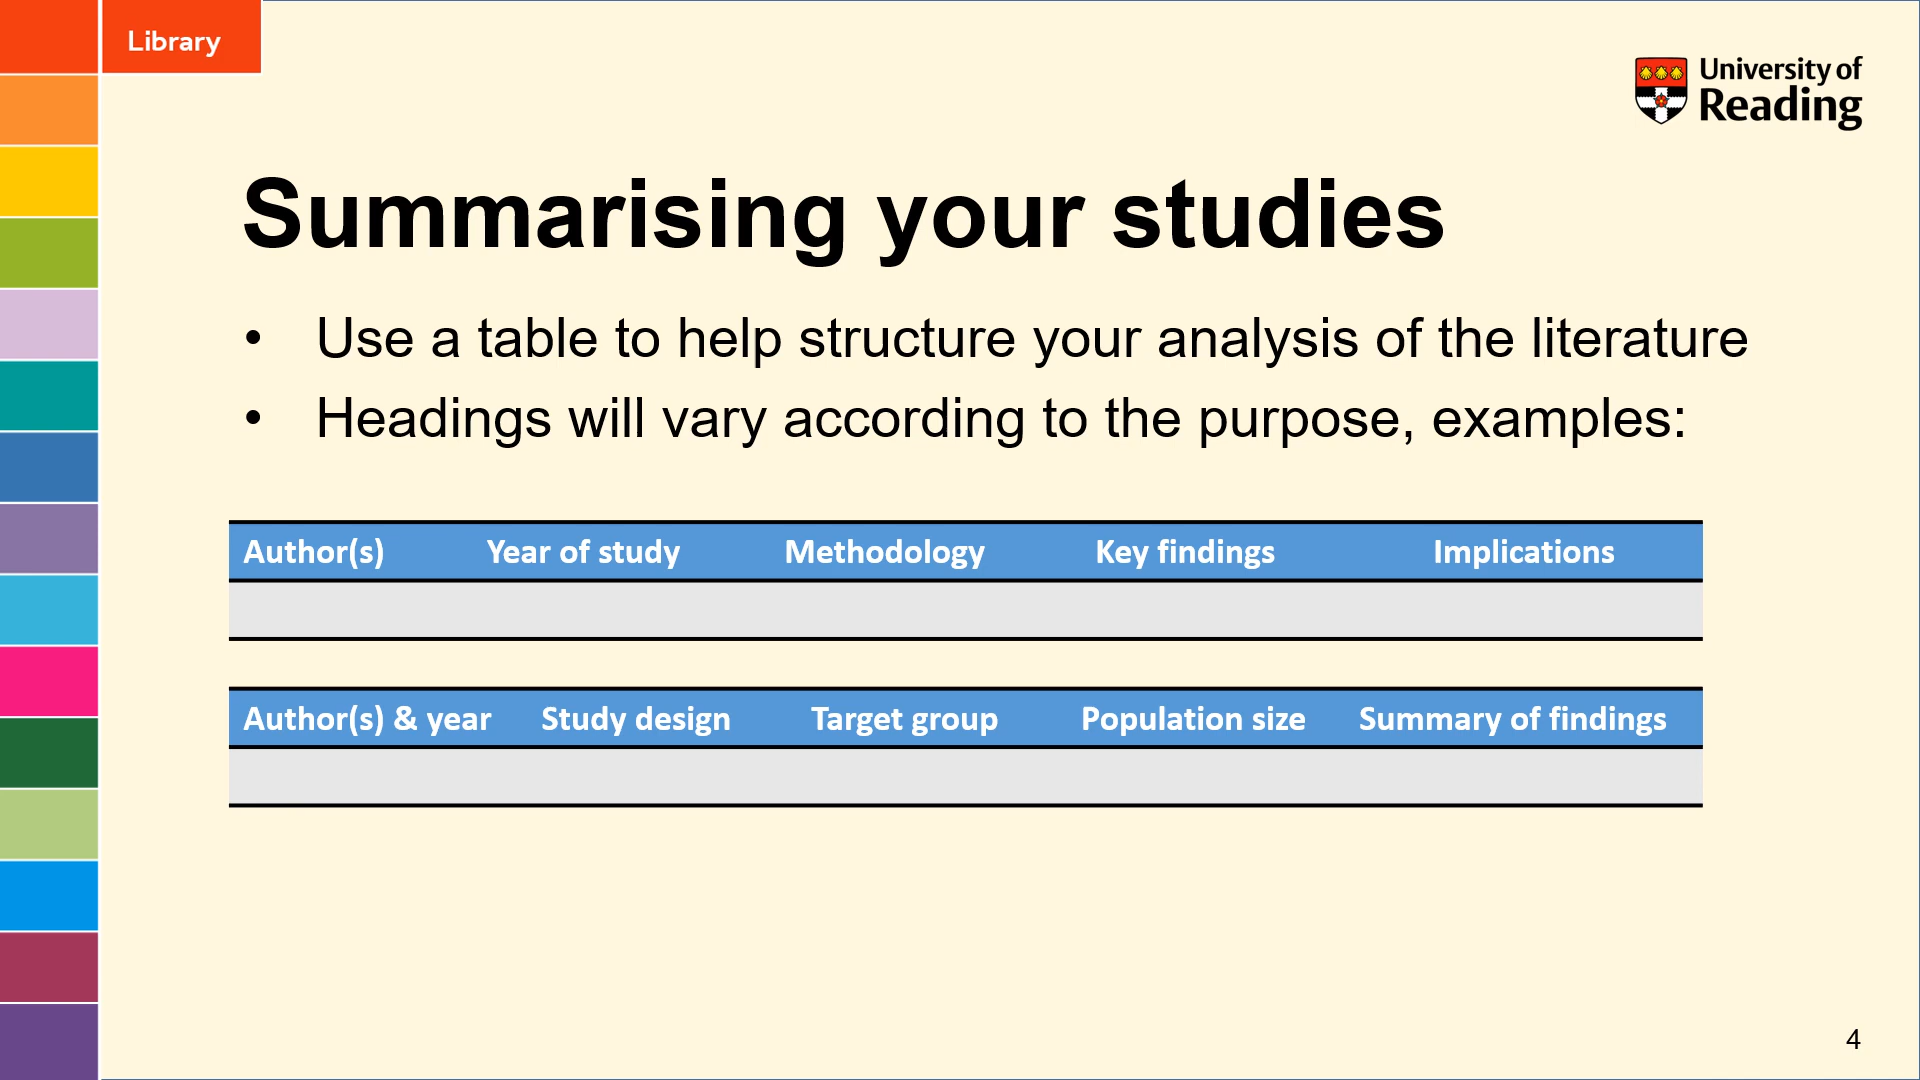 Library
University of
Reading
Summarising your studies
• Use a table to help structure your analysis of the literature
• Headings will vary according to the purpose, examples:
Author(s) Year of study Methodology Key findings Implications
Author(s) & year Study design Target group Population size Summary of findings
4